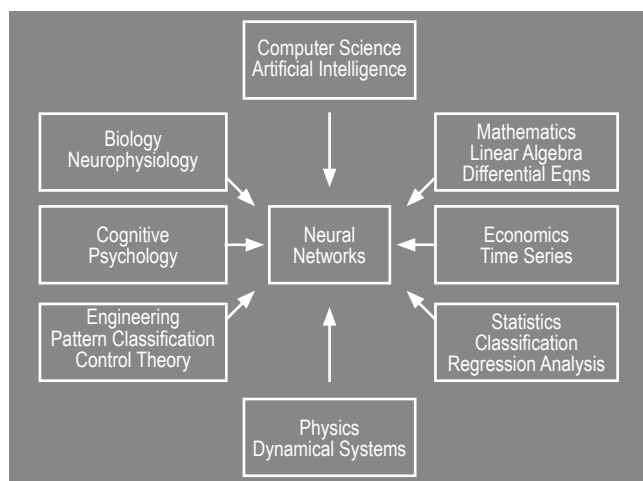 Computer Science
Artificial Intelligence
Biology
Neurophysiology
Mathematics
Linear Algebra
Differential Eqns
Cognitive
Psychology
Neural
Networks
Economics
Time Series
Engineering
Pattern Classification
Control Theory
Statistics
Classification
Regression Analysis
Physics
Dynamical Systems